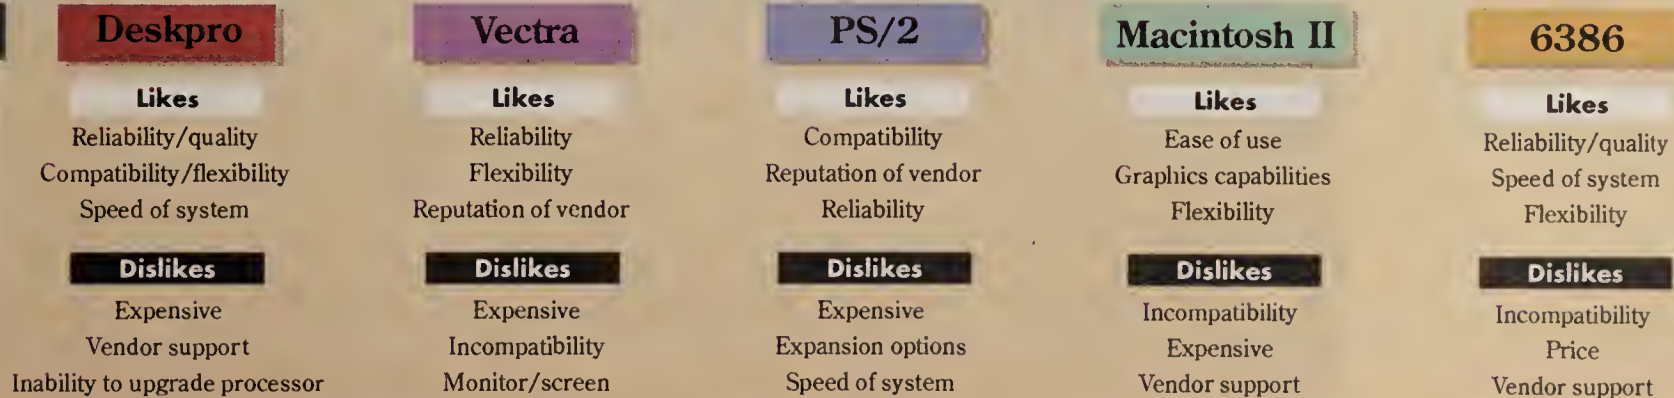 Deskpro
Likes
Reliability/quality
Compatibility/flexibility
Speed of system
Dislikes
Expensive
Vendor support
Inability to upgrade processor
Vectra
Likes
Reliability
Flexibility
Reputation of vendor
Dislikes
Expensive
Incompatibility
Monitor/screen
PS/2
Likes
Compatibility
Reputation of vendor
Reliability
Dislikes
Expensive
Expansion options
Speed of system
Macintosh II
Likes
Ease of use
Graphics capabilities
Flexibility
Dislikes
Incompatibility
Expensive
Vendor support
6386
Likes
Reliability/quality
Speed of system
Flexibility
Dislikes
Incompatibility
Price
Vendor support